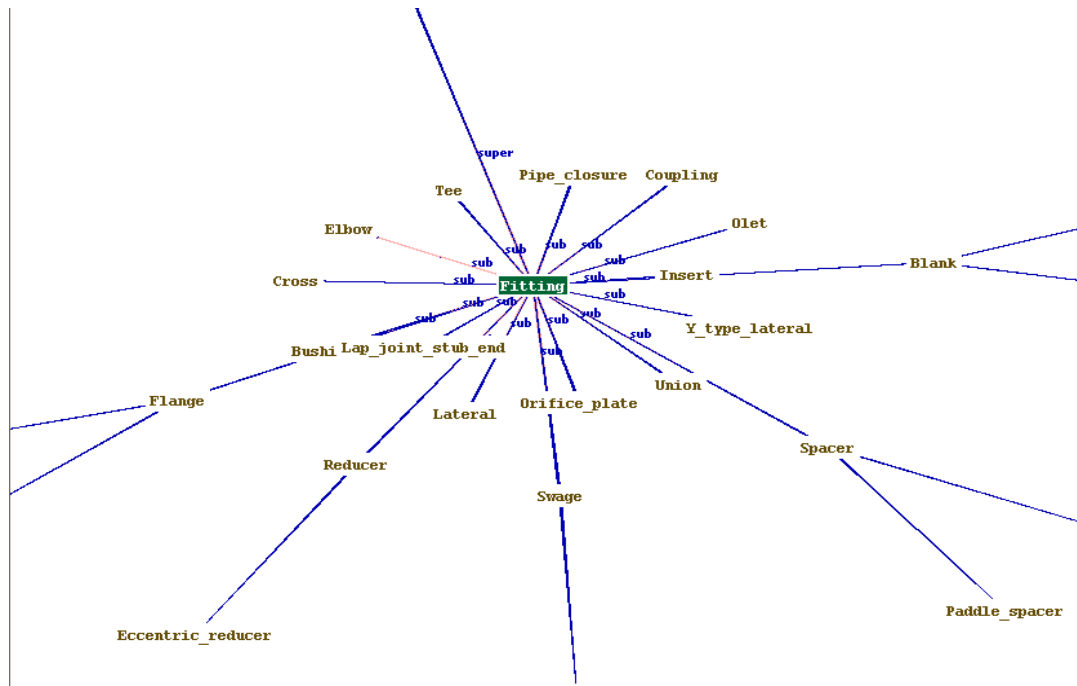 super
Pipe_closure
Coupling
Tee
Elbow
Olet
sub
sub
sub
sub
sub
Blank
Cross
sub
sub
Insert
Fitting
sub
sub
sub
sub
sub
sub
sub
Y_type_lateral
sub
sub
Bushi
Lap_joint_stub_end
Union
Flange
Lateral
Orifice_plate
Spacer
Reducer
Swage
Paddle_spacer
Eccentric_reducer